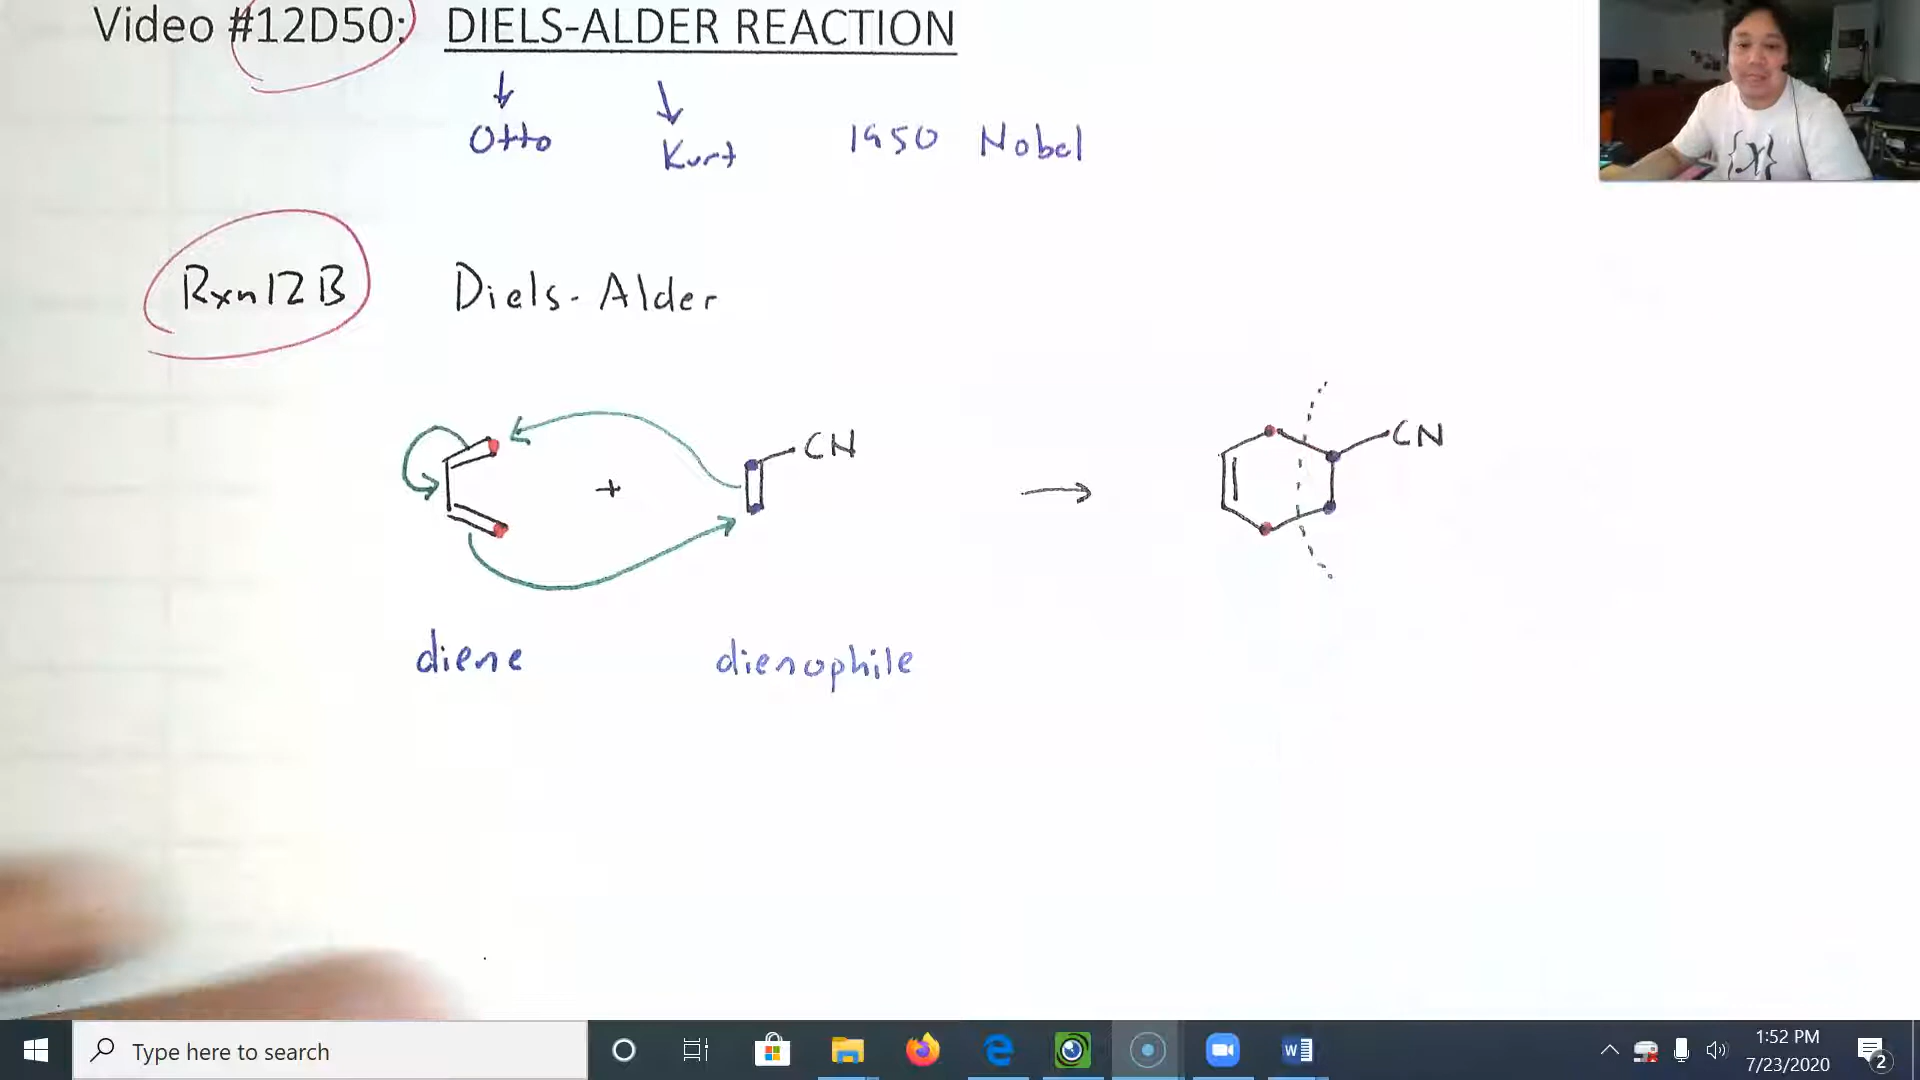 Video #12D50: DIELS-ALDER REACTION
Otto Kurt 1950 Nobel
Rxn12B Diels-Alder
+ CN CN
diene dienophile
{X}
Type here to search
W
1:52 PM
7/23/2020
2